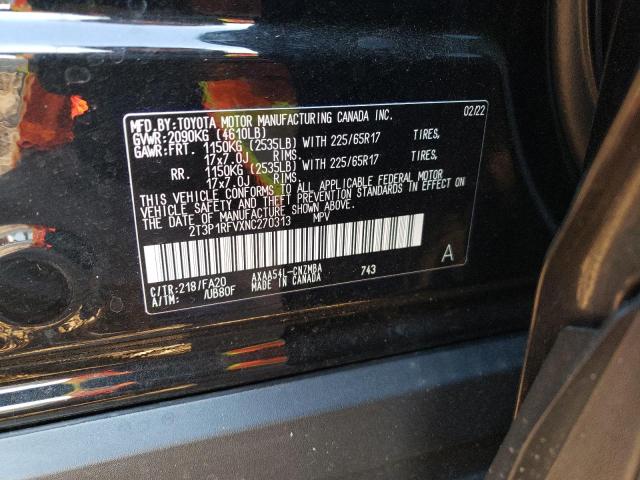 MFD.BY:TOYOTA MOTOR MANUFACTURING CANADA INC. 02/22
GVWR:2090KG (4610LB)
GAWR:FRT. 1150KG (2535LB) WITH 225/65R17 TIRES,
17x7.0J RIMS.
RR. 1150KG (2535LB) WITH 225/65R17 TIRES,
17x7.0J RIMS.
THIS VEHICLE CONFORMS TO ALL APPLICABLE FEDERAL MOTOR
VEHICLE SAFETY AND THEFT PREVENTION STANDARDS IN EFFECT ON
THE DATE OF MANUFACTURE SHOWN ABOVE.
2T3P1RFVXNC270313 MPV
A
C/TR:218/FA20 AXAA54L-CNZMBA 743
A/TM: /UB80F MADE IN CANADA